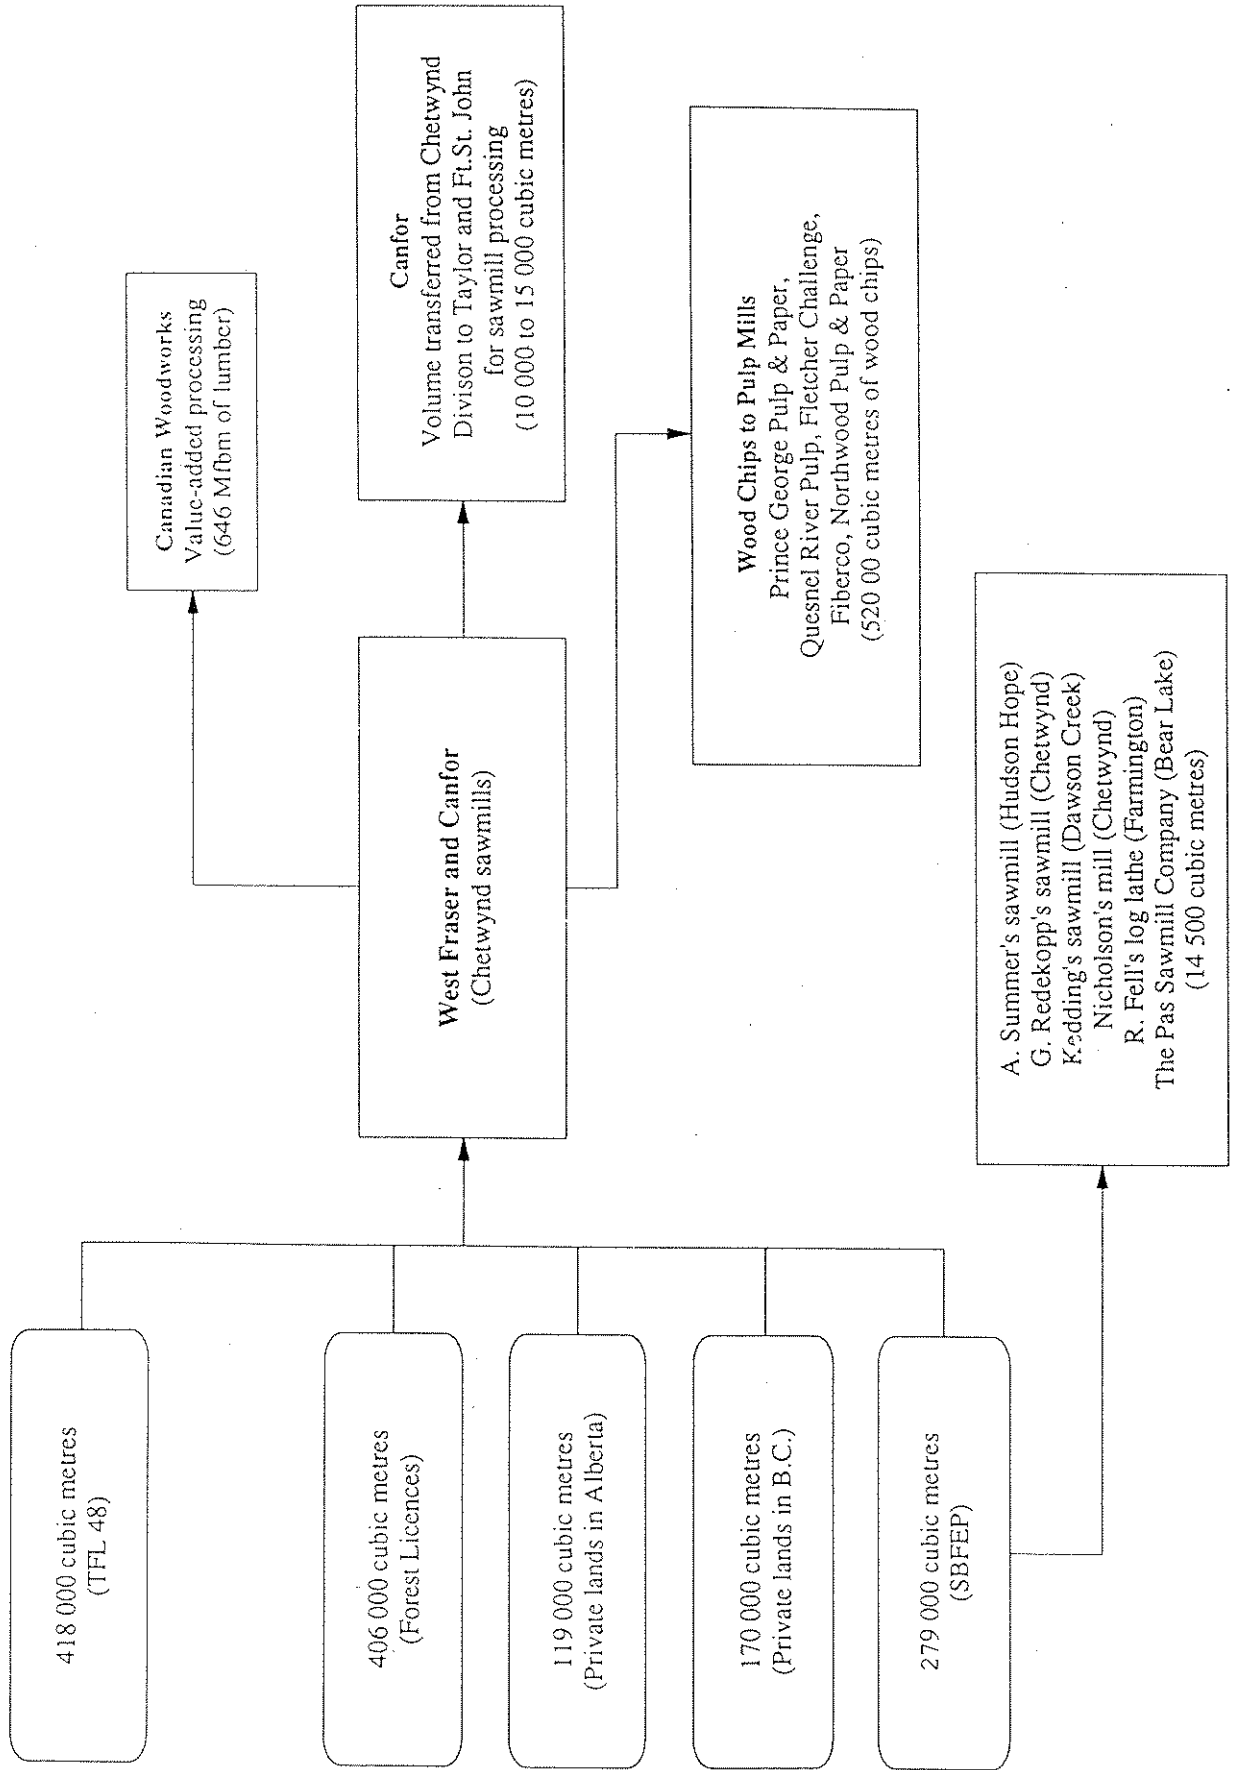 418 000 cubic metres
(TFL 48)
406 000 cubic metres
(Forest Licences)
119 000 cubic metres
(Private lands in Alberta)
170 000 cubic metres
(Private lands in B.C.)
279 000 cubic metres
(SBFEP)
West Fraser and Canfor
(Chetwynd sawmills)
Canadian Woodworks
Value-added processing
(646 Mfbm of lumber)
Canfor
Volume transferred from Chetwynd
Divison to Taylor and Ft.St. John
for sawmill processing
(10 000 to 15 000 cubic metres)
Wood Chips to Pulp Mills
Prince George Pulp & Paper,
Quesnel River Pulp, Fletcher Challenge,
Fiberco, Northwood Pulp & Paper
(520 00 cubic metres of wood chips)
A. Summer's sawmill (Hudson Hope)
G. Redekopp's sawmill (Chetwynd)
Kedding's sawmill (Dawson Creek)
Nicholson's mill (Chetwynd)
R. Fell's log lathe (Farmington)
The Pas Sawmill Company (Bear Lake)
(14 500 cubic metres)